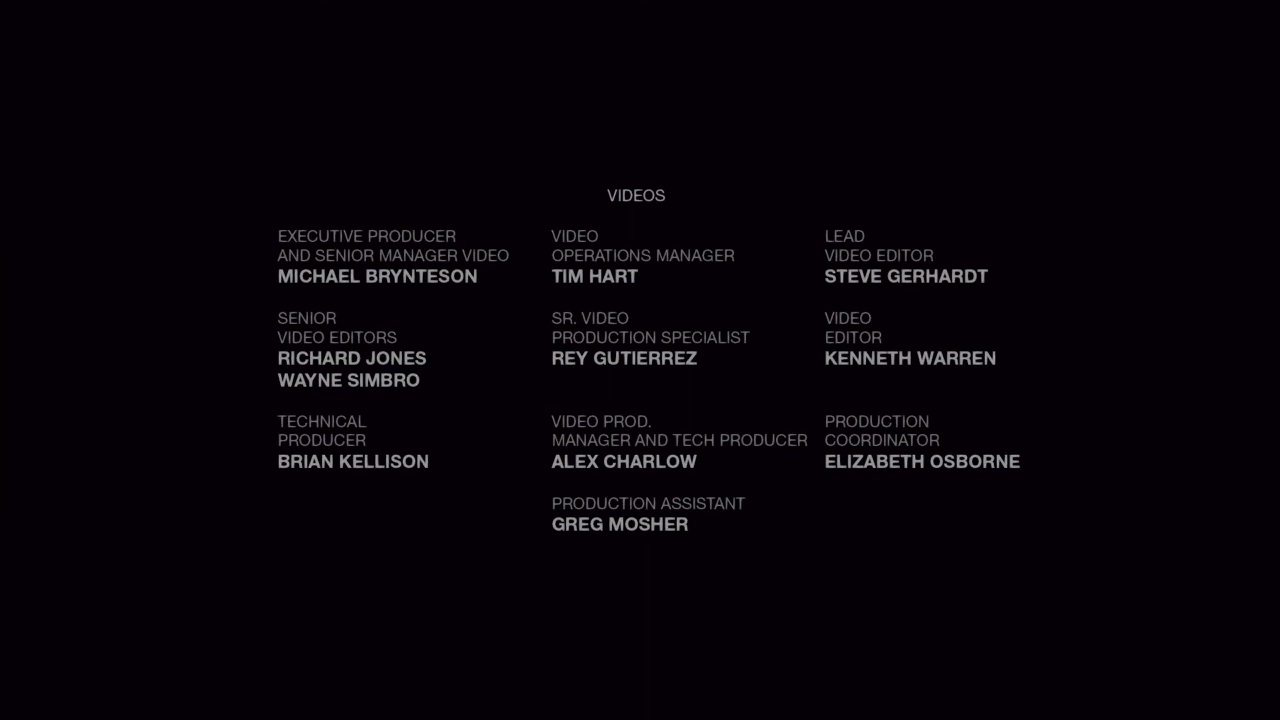 VIDEOS
EXECUTIVE PRODUCER
AND SENIOR MANAGER VIDEO
MICHAEL BRYNTESON
VIDEO
OPERATIONS MANAGER
TIM HART
LEAD
VIDEO EDITOR
STEVE GERHARDT
SENIOR
VIDEO EDITORS
RICHARD JONES
WAYNE SIMBRO
SR. VIDEO
PRODUCTION SPECIALIST
REY GUTIERREZ
VIDEO
EDITOR
KENNETH WARREN
TECHNICAL
PRODUCER
BRIAN KELLISON
VIDEO PROD.
MANAGER AND TECH PRODUCER
ALEX CHARLOW
PRODUCTION
COORDINATOR
ELIZABETH OSBORNE
PRODUCTION ASSISTANT
GREG MOSHER